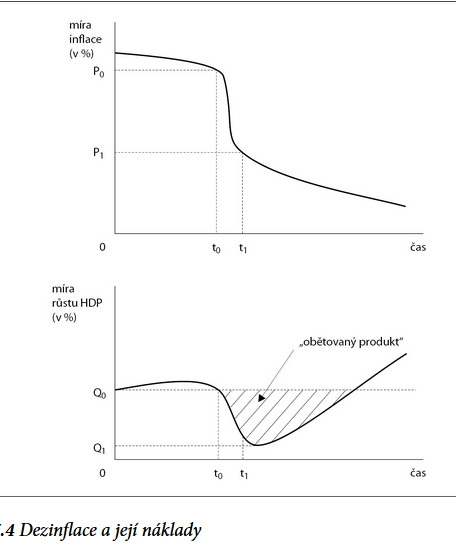 míra
inflace
(v %)
P0
P1
0
t0
t1
čas
míra
růstu HDP
(v %)
„obětovaný produkt“
Q0
Q1
0
t0
t1
čas
.4 Dezinflace a její náklady